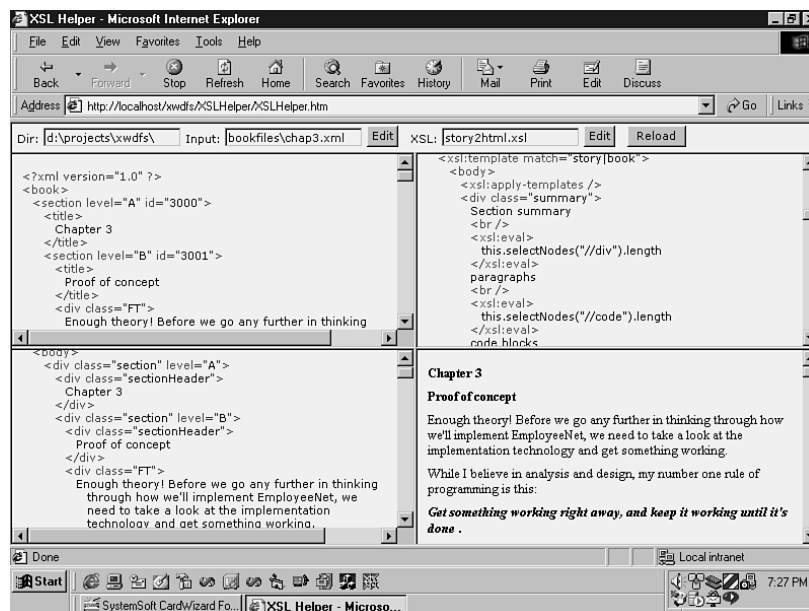 XSL Helper - Microsoft Internet Explorer
File Edit View Favorites Tools Help
Back Forward Stop Refresh Home Search Favorites History Mail Print Edit Discuss
Address http://localhost/xwdfs/XSLHelper/XSLHelper.htm Go Links
Dir: d:\projects\xwdfs\ Input: bookfiles\chap3.xml Edit XSL: story2html.xsl Edit Reload
<?xml version="1.0" ?>
<book>
<section level="A" id="3000">
<title>
Chapter 3
</title>
<section level="B" id="3001">
<title>
Proof of concept
</title>
<div class="FT">
Enough theory! Before we go any further in thinking
<xsl:template match="story|book">
<body>
<xsl:apply-templates />
<div class="summary">
Section summary
<br />
<xsl:eval>
this.selectNodes("//div").length
</xsl:eval>
paragraphs
<br />
<xsl:eval>
this.selectNodes("//code").length
</xsl:eval>
code blocks
<body>
<div class="section" level="A">
<div class="sectionHeader">
Chapter 3
</div>
<div class="section" level="B">
<div class="sectionHeader">
Proof of concept
</div>
<div class="FT">
Enough theory! Before we go any further in thinking
through how we'll implement EmployeeNet, we
need to take a look at the implementation
technology and get something working.
Chapter 3
Proof of concept
Enough theory! Before we go any further in thinking through how
we'll implement EmployeeNet, we need to take a look at the
implementation technology and get something working.
While I believe in analysis and design, my number one rule of
programming is this:
Get something working right away, and keep it working until it's
done .
Done Local intranet
Start 7:27 PM
SystemSoft CardWizard Fo... XSL Helper - Microso...